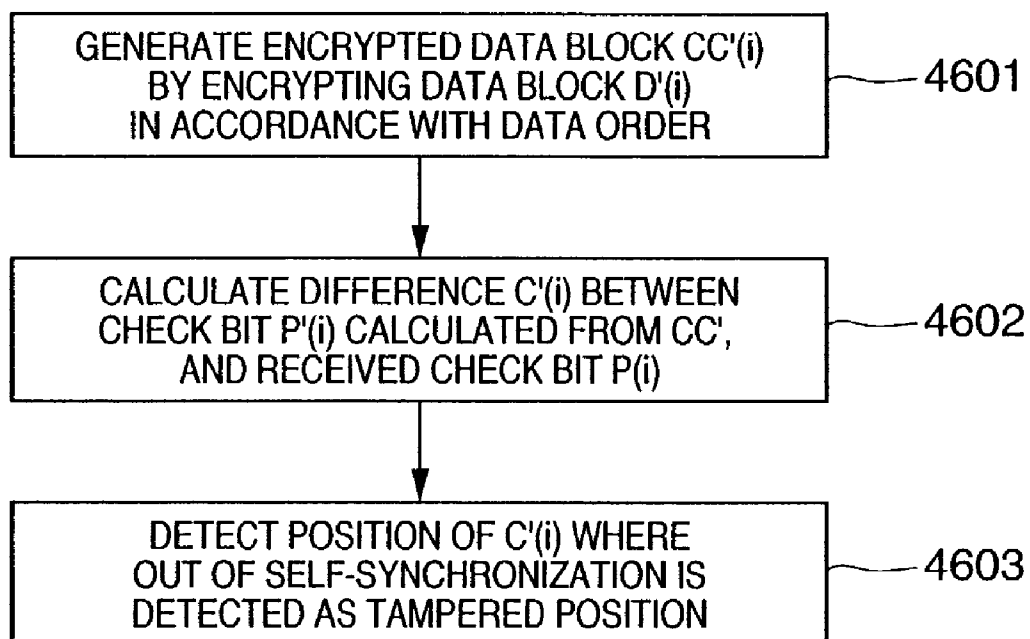 GENERATE ENCRYPTED DATA BLOCK CC'(i)
BY ENCRYPTING DATA BLOCK D'(i)
IN ACCORDANCE WITH DATA ORDER
4601
CALCULATE DIFFERENCE C'(i) BETWEEN
CHECK BIT P'(i) CALCULATED FROM CC',
AND RECEIVED CHECK BIT P(i)
4602
DETECT POSITION OF C'(i) WHERE
OUT OF SELF-SYNCHRONIZATION IS
DETECTED AS TAMPERED POSITION
4603